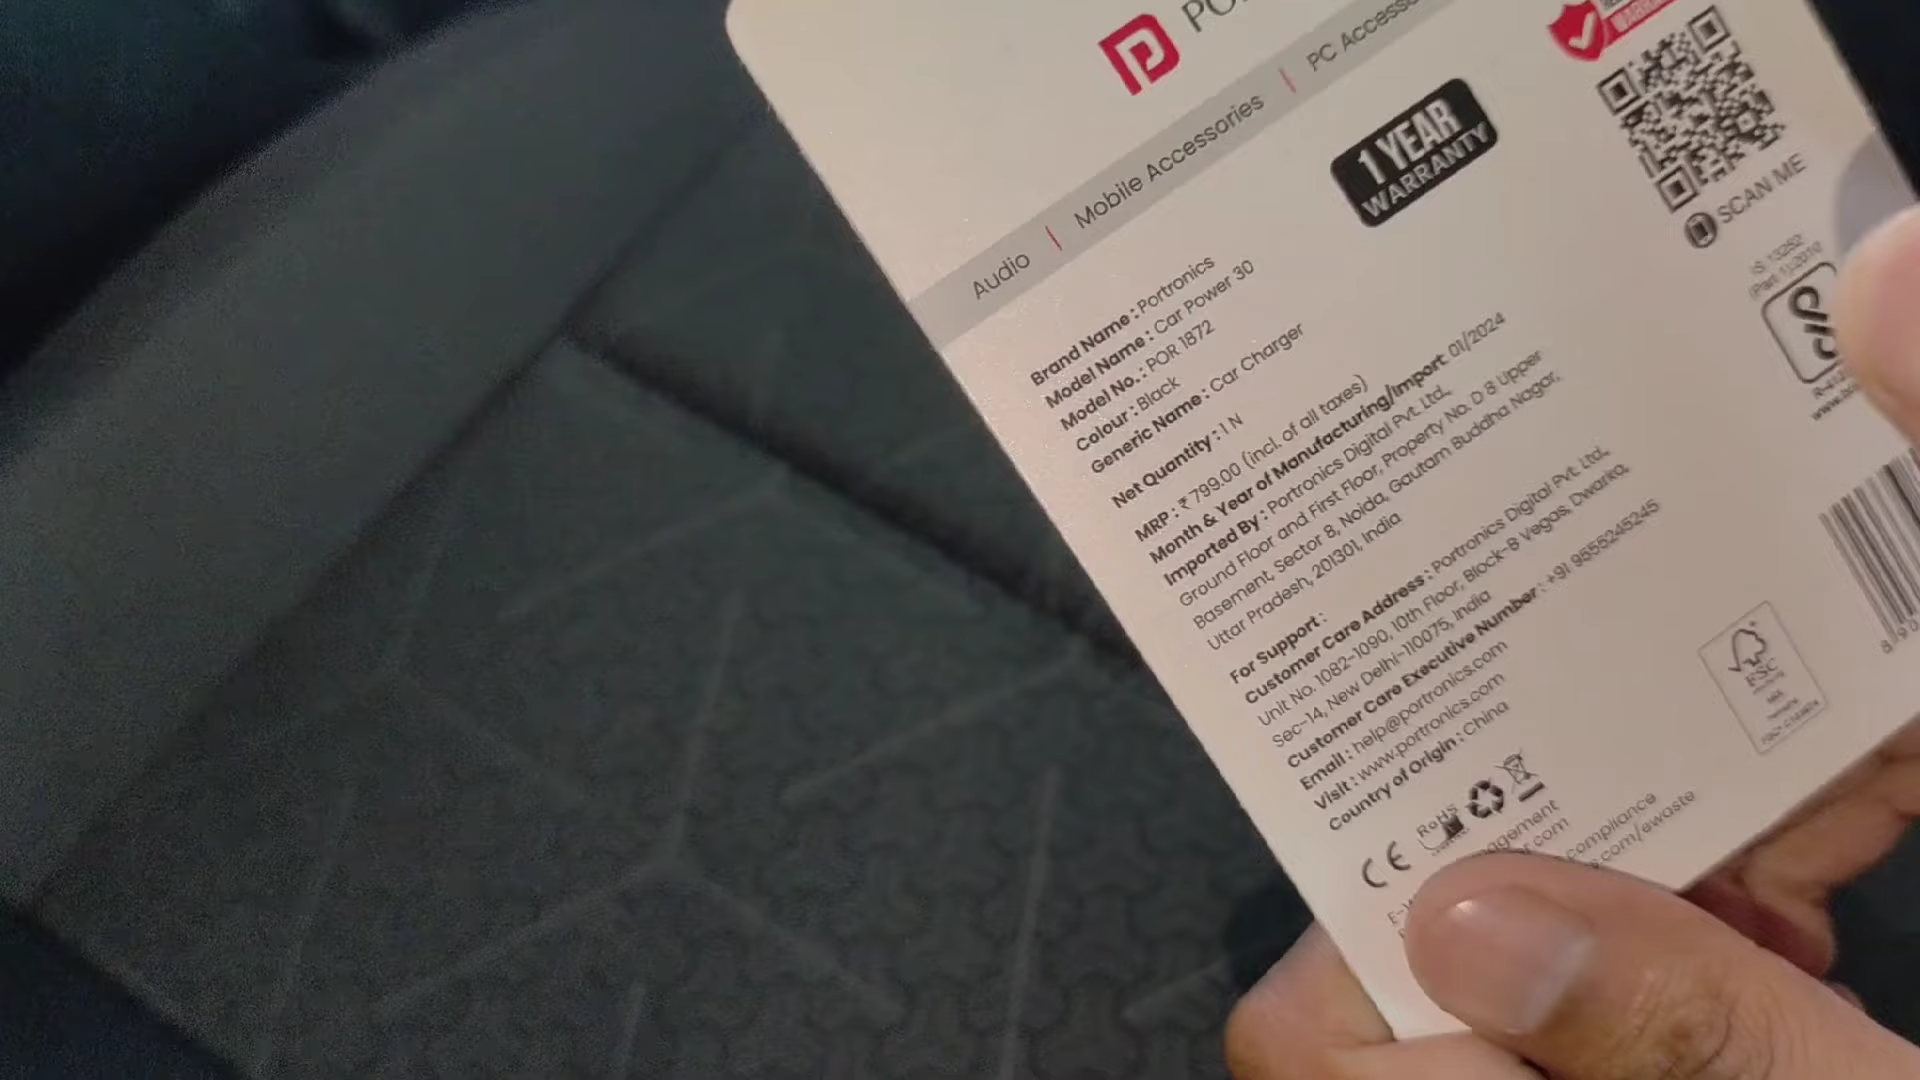 Audio | Mobile Accessories |
PC
1 YEAR
WARRANTY
SCAN ME
IS 13252
(Part 1):2010
Brand Name : Portronics
Model Name : Car Power 30
Model No. : POR 1872
Colour : Black
Generic Name : Car Charger
Net Quantity : 1 N
MRP : ₹ 799.00 (incl. of all taxes)
Month & Year of Manufacturing/Import: 01/2024
Imported By : Portronics Digital Pvt. Ltd.,
Ground Floor and First Floor, Property No. D 8 Upper
Basement, Sector 8, Noida, Gautam Buddha Nagar,
Uttar Pradesh, 201301, India
For Support :
Customer Care Address : Portronics Digital Pvt. Ltd.,
Unit No. 1082-1090, 10th Floor, Block-B Vegas, Dwarka,
Sec-14, New Delhi-110075, India
Customer Care Executive Number : +91 9555245245
Email : help@portronics.com
Visit : www.portronics.com
Country of Origin : China
CE RoHS
FSC